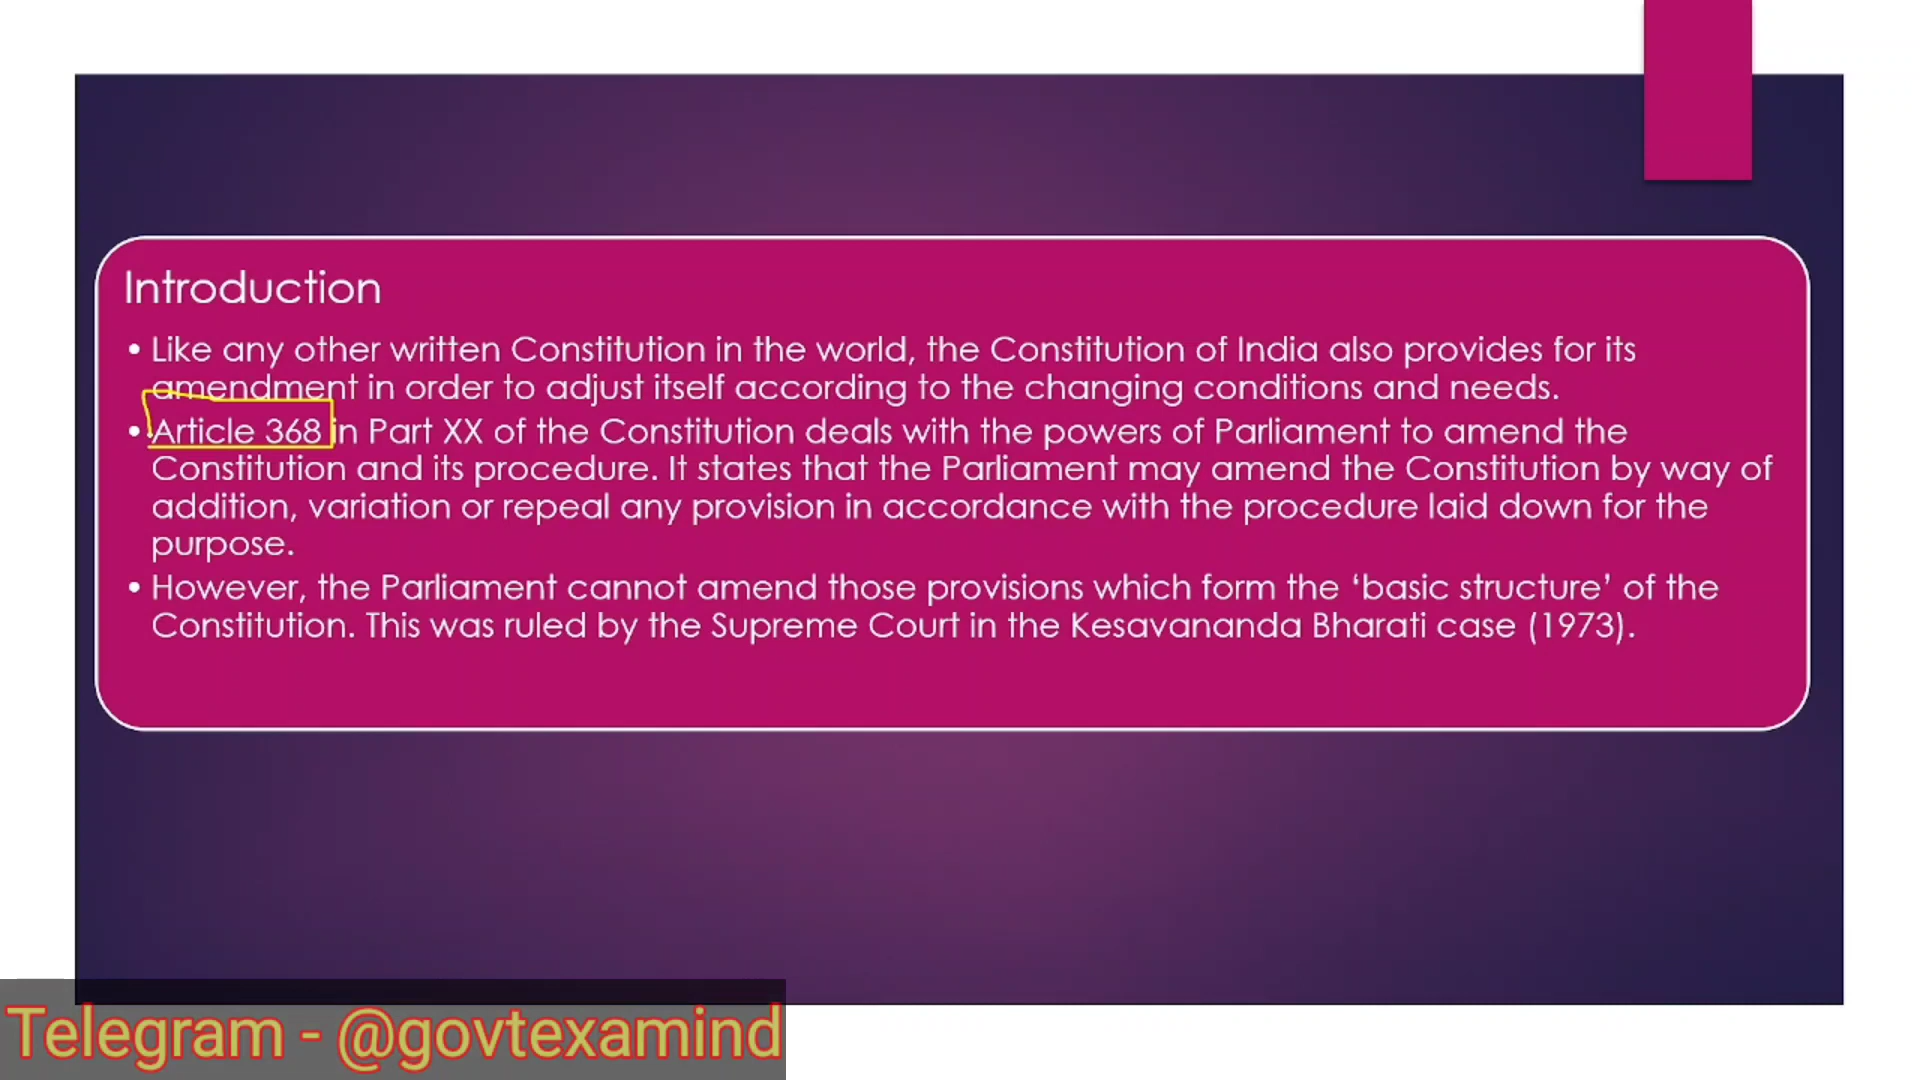 Introduction
• Like any other written Constitution in the world, the Constitution of India also provides for its
amendment in order to adjust itself according to the changing conditions and needs.
• Article 368 in Part XX of the Constitution deals with the powers of Parliament to amend the
Constitution and its procedure. It states that the Parliament may amend the Constitution by way of
addition, variation or repeal any provision in accordance with the procedure laid down for the
purpose.
• However, the Parliament cannot amend those provisions which form the ‘basic structure’ of the
Constitution. This was ruled by the Supreme Court in the Kesavananda Bharati case (1973).
Telegram - @govtexamind